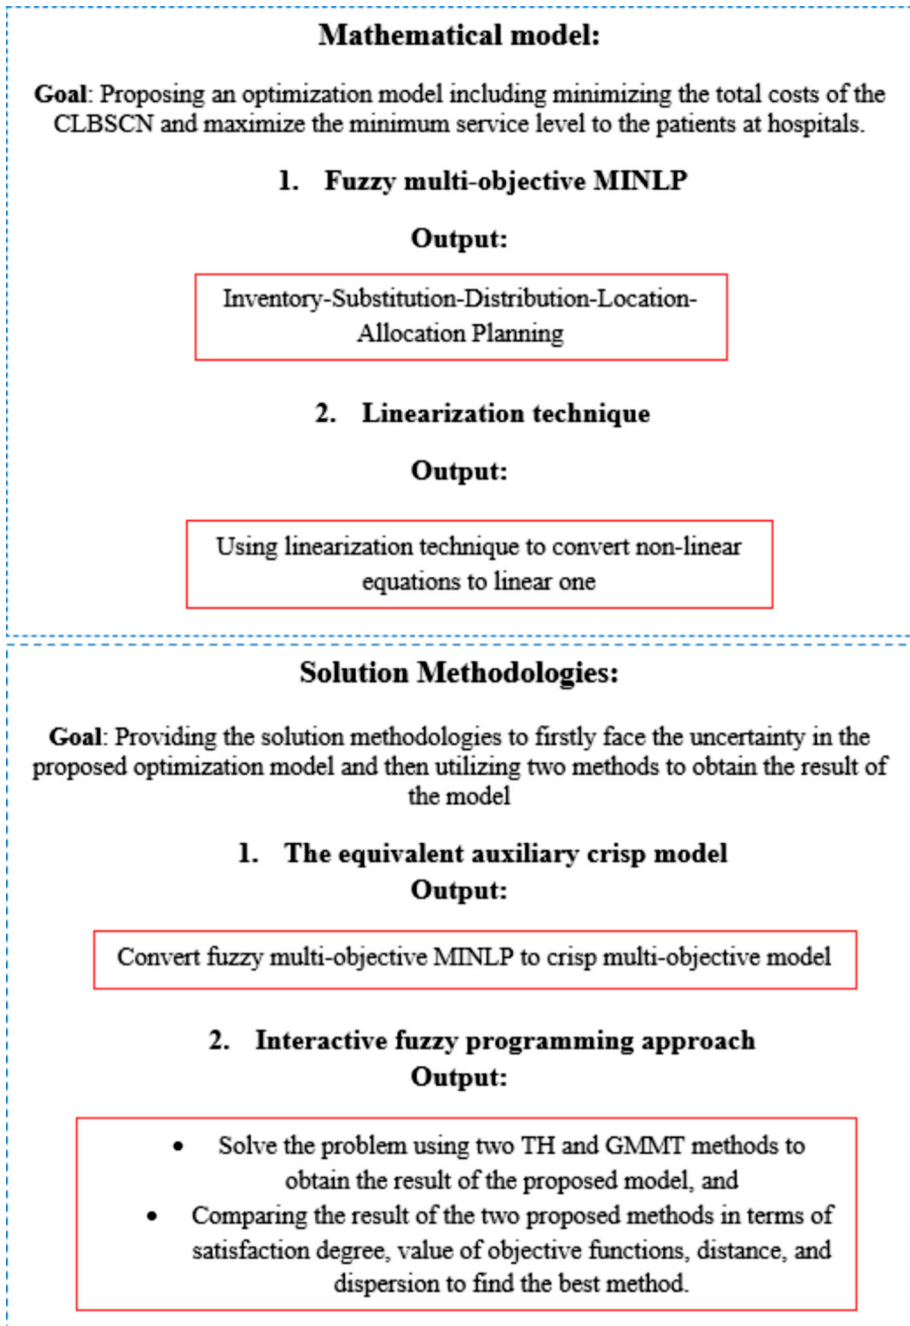 Mathematical model:
Goal: Proposing an optimization model including minimizing the total costs of the
CLBSCN and maximize the minimum service level to the patients at hospitals.
1. Fuzzy multi-objective MINLP
Output:
Inventory-Substitution-Distribution-Location-
Allocation Planning
2. Linearization technique
Output:
Using linearization technique to convert non-linear
equations to linear one
Solution Methodologies:
Goal: Providing the solution methodologies to firstly face the uncertainty in the
proposed optimization model and then utilizing two methods to obtain the result of
the model
1. The equivalent auxiliary crisp model
Output:
Convert fuzzy multi-objective MINLP to crisp multi-objective model
2. Interactive fuzzy programming approach
Output:
• Solve the problem using two TH and GMMT methods to
obtain the result of the proposed model, and
• Comparing the result of the two proposed methods in terms of
satisfaction degree, value of objective functions, distance, and
dispersion to find the best method.